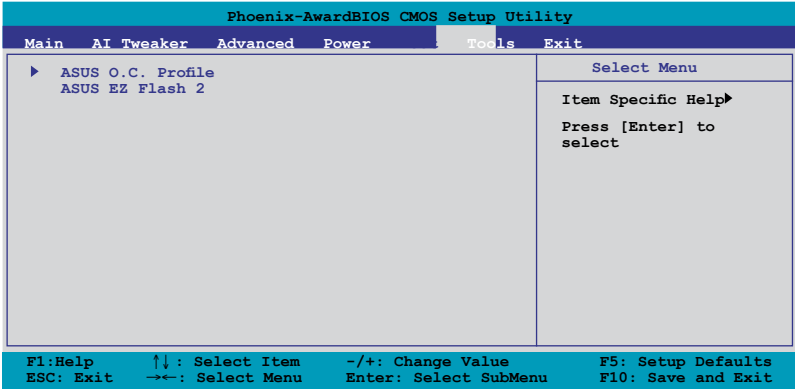 Phoenix-AwardBIOS CMOS Setup Utility
Main AI Tweaker Advanced Power Tools Exit
ASUS O.C. Profile
ASUS EZ Flash 2
Select Menu
Item Specific Help
Press [Enter] to
select
F1:Help ↑↓: Select Item -/+: Change Value F5: Setup Defaults
ESC: Exit →←: Select Menu Enter: Select SubMenu F10: Save and Exit